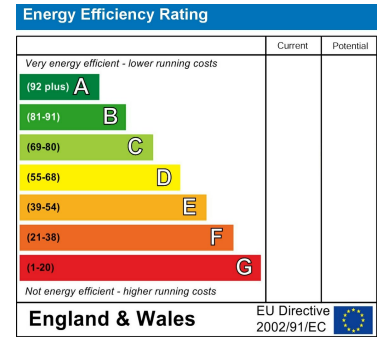 Energy Efficiency Rating
Current Potential
Very energy efficient - lower running costs
(92 plus) A
(81-91) B
(69-80) C
(55-68) D
(39-54) E
(21-38) F
(1-20) G
Not energy efficient - higher running costs
England & Wales
EU Directive
2002/91/EC